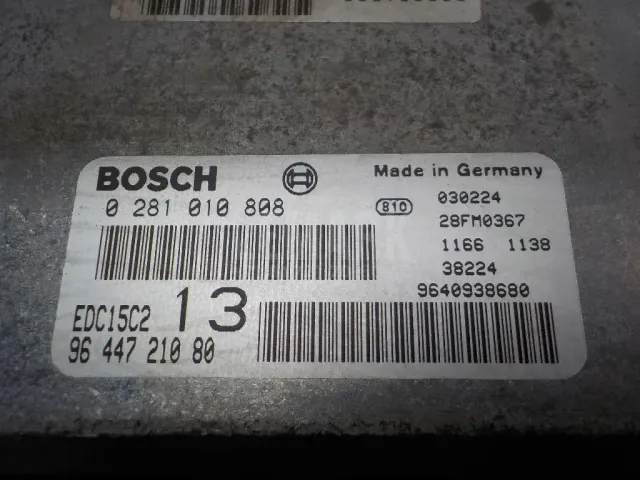 BOSCH
Made in Germany
0 281 010 808
810
030224
28FM0367
1166 1138
38224
9640938680
EDC15C2
13
96 447 210 80